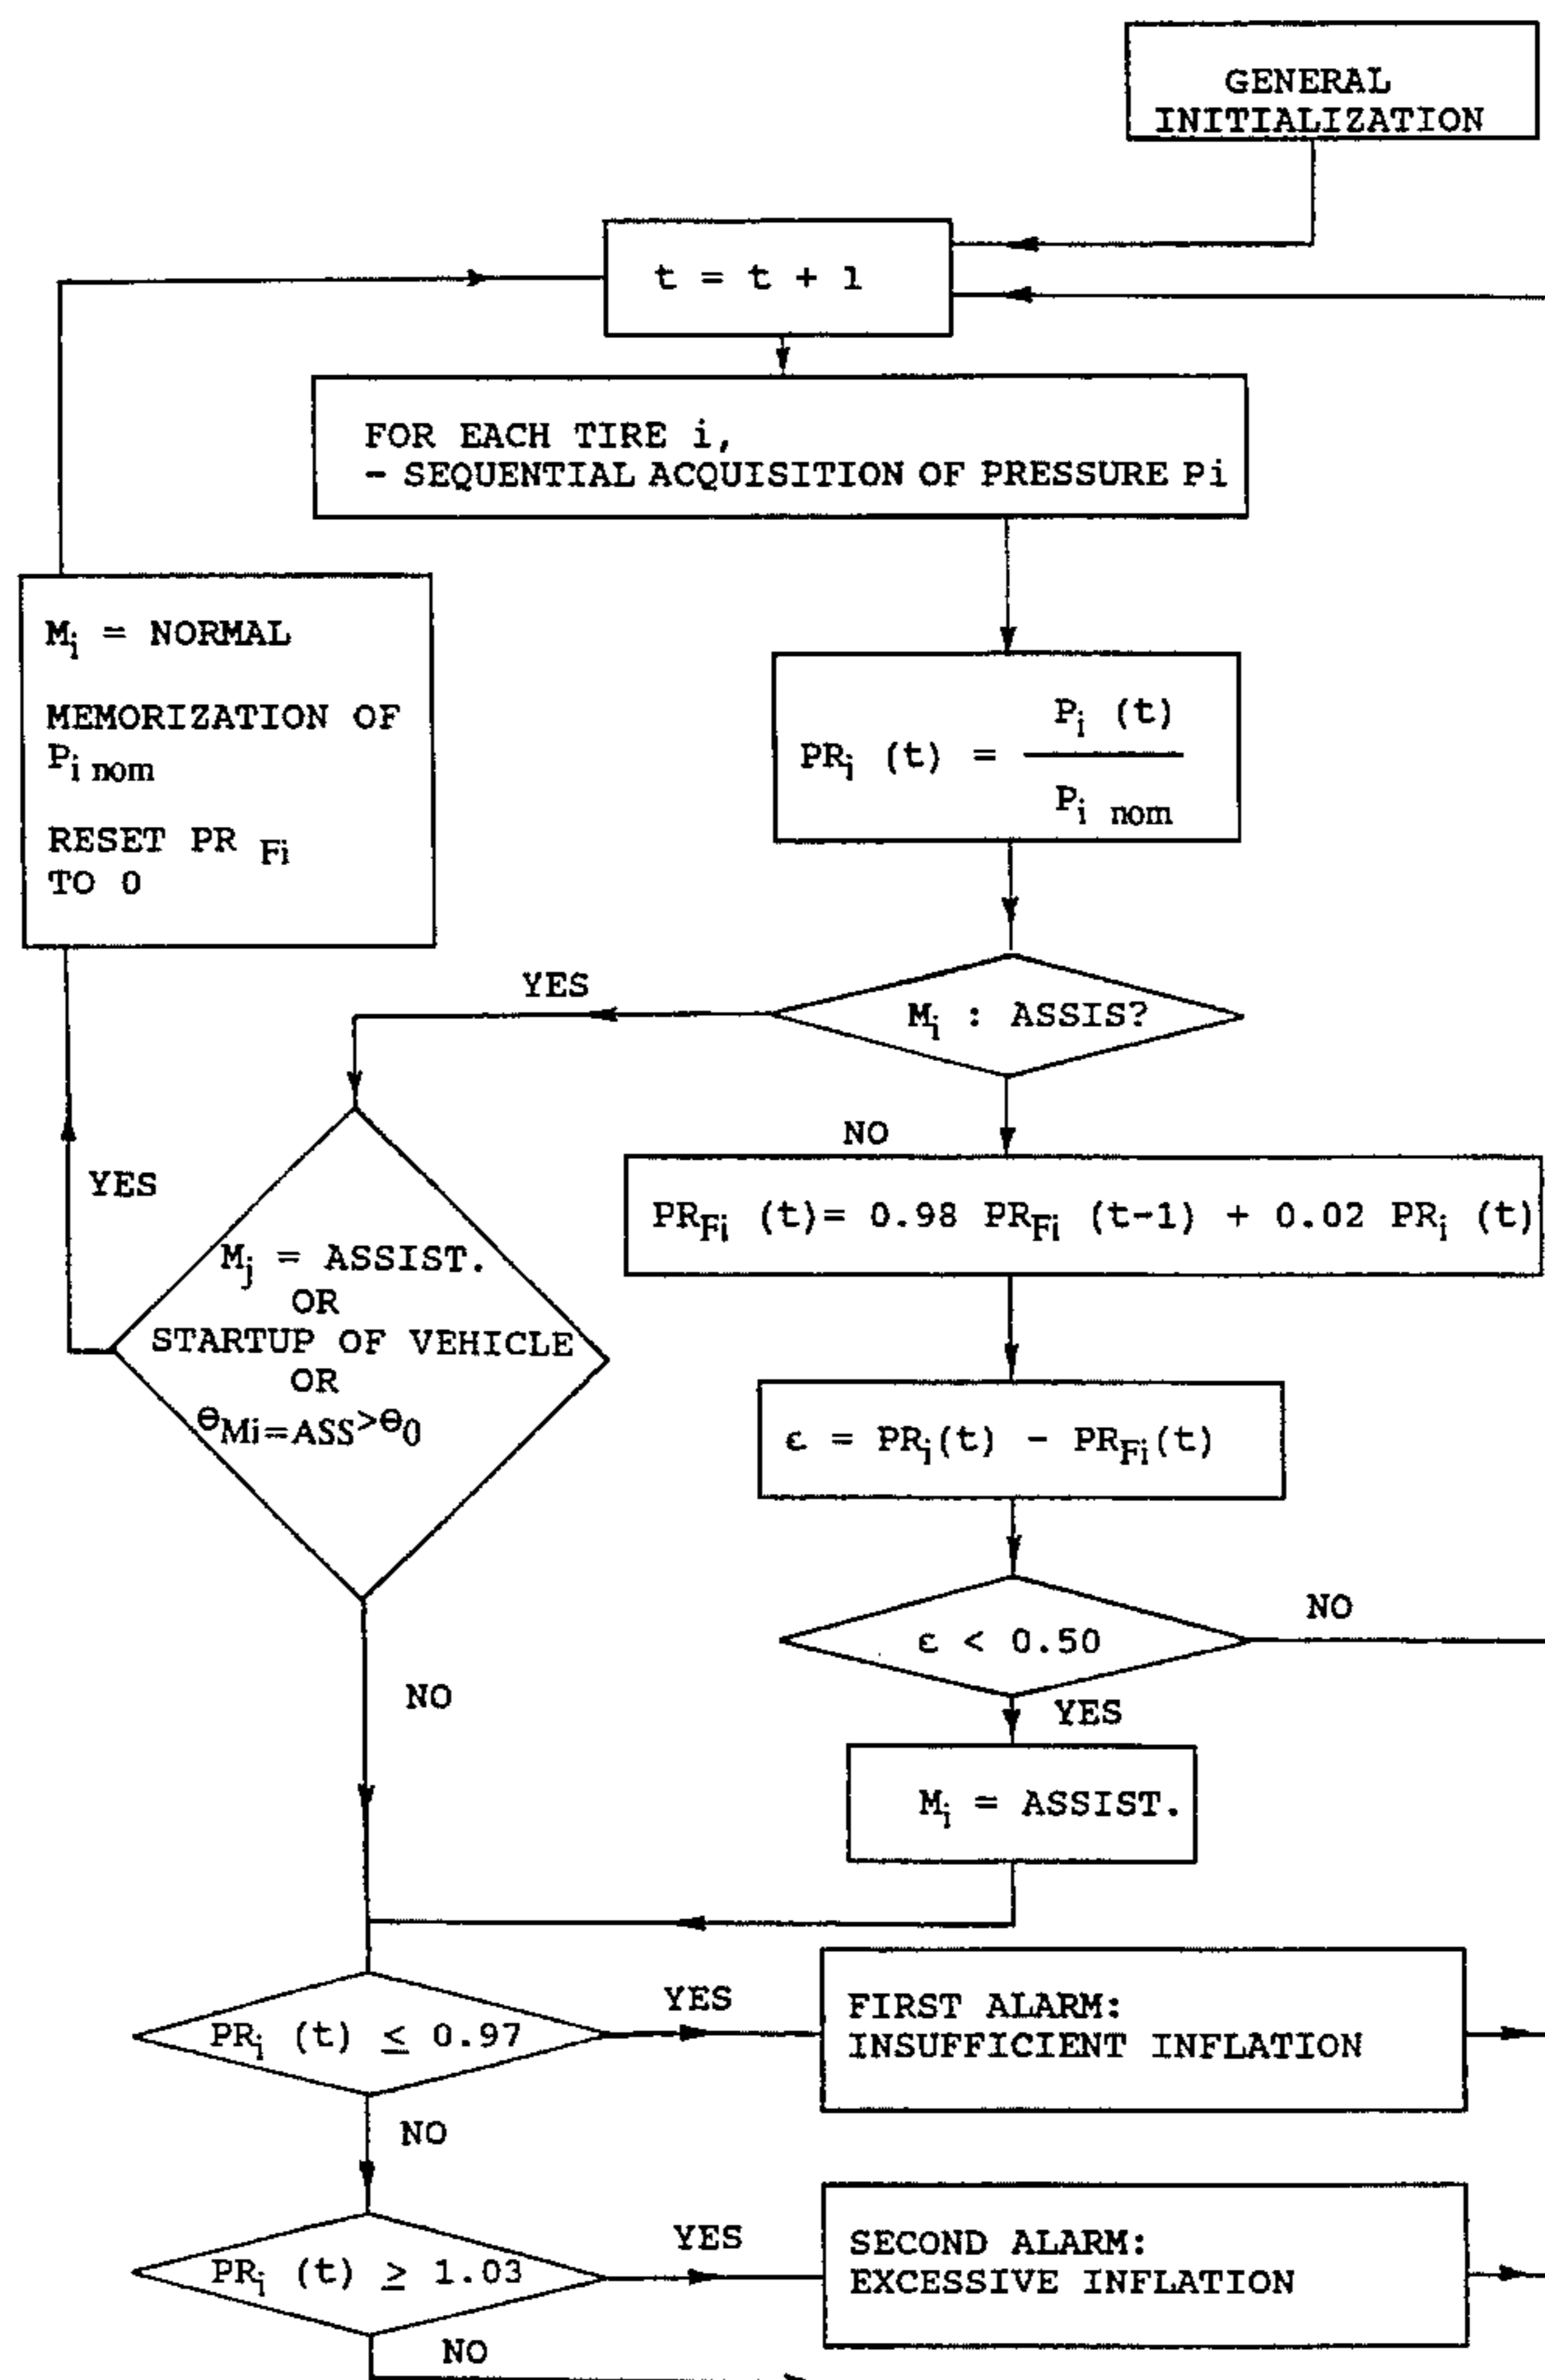 GENERAL
INITIALIZATION
t = t + 1
FOR EACH TIRE i,
- SEQUENTIAL ACQUISITION OF PRESSURE Pi
Mi = NORMAL
MEMORIZATION OF
Pi nom
RESET PR Fi
TO 0
Pi (t)
PRi (t) =
Pi nom
YES
Mi : ASSIS?
NO
YES
PRFi (t)= 0.98 PRFi (t-1) + 0.02 PRi (t)
Mj = ASSIST.
OR
STARTUP OF VEHICLE
OR
ΘMi=ASS>Θ0
ε = PRi(t) - PRFi(t)
ε < 0.50
NO
NO
YES
Mi = ASSIST.
PRi (t) ≤ 0.97
YES
FIRST ALARM:
INSUFFICIENT INFLATION
NO
PRi (t) ≥ 1.03
YES
SECOND ALARM:
EXCESSIVE INFLATION
NO